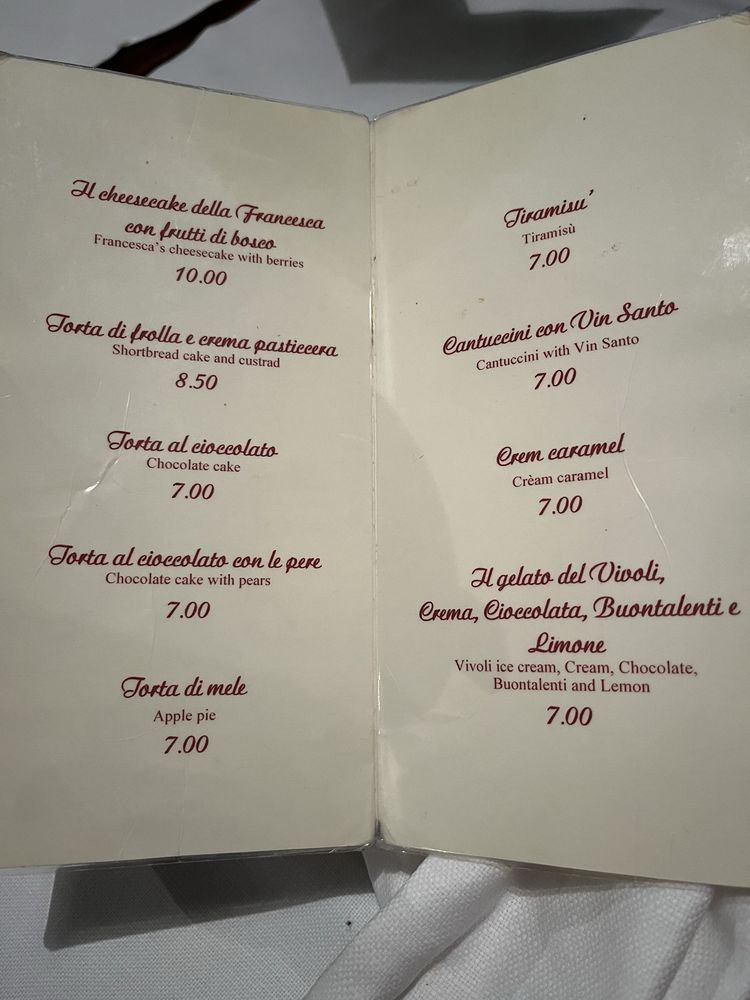 Il cheesecake della Francesca
con frutti di bosco
Francesca's cheesecake with berries
10.00
Torta di frolla e crema pasticcera
Shortbread cake and custrad
8.50
Torta al cioccolato
Chocolate cake
7.00
Torta al cioccolato con le pere
Chocolate cake with pears
7.00
Torta di mele
Apple pie
7.00
Tiramisu'
Tiramisù
7.00
Cantuccini con Vin Santo
Cantuccini with Vin Santo
7.00
Crem caramel
Crèam caramel
7.00
Il gelato del Vivoli,
Crema, Cioccolata, Buontalenti e
Limone
Vivoli ice cream, Cream, Chocolate,
Buontalenti and Lemon
7.00